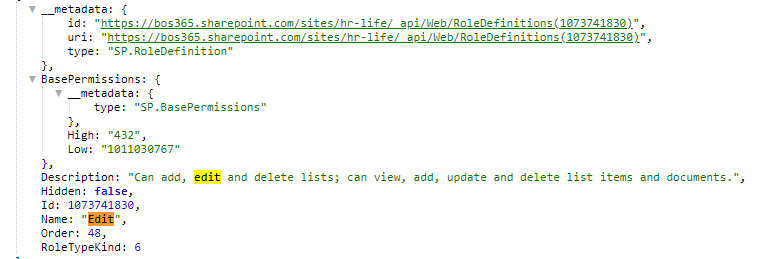 __metadata: {
id: "https://bos365.sharepoint.com/sites/hr-life/_api/Web/RoleDefinitions(1073741830)",
uri: "https://bos365.sharepoint.com/sites/hr-life/_api/Web/RoleDefinitions(1073741830)",
type: "SP.RoleDefinition"
},
BasePermissions: {
__metadata: {
type: "SP.BasePermissions"
},
High: "432",
Low: "1011030767"
},
Description: "Can add, edit and delete lists; can view, add, update and delete list items and documents.",
Hidden: false,
Id: 1073741830,
Name: "Edit",
Order: 48,
RoleTypeKind: 6